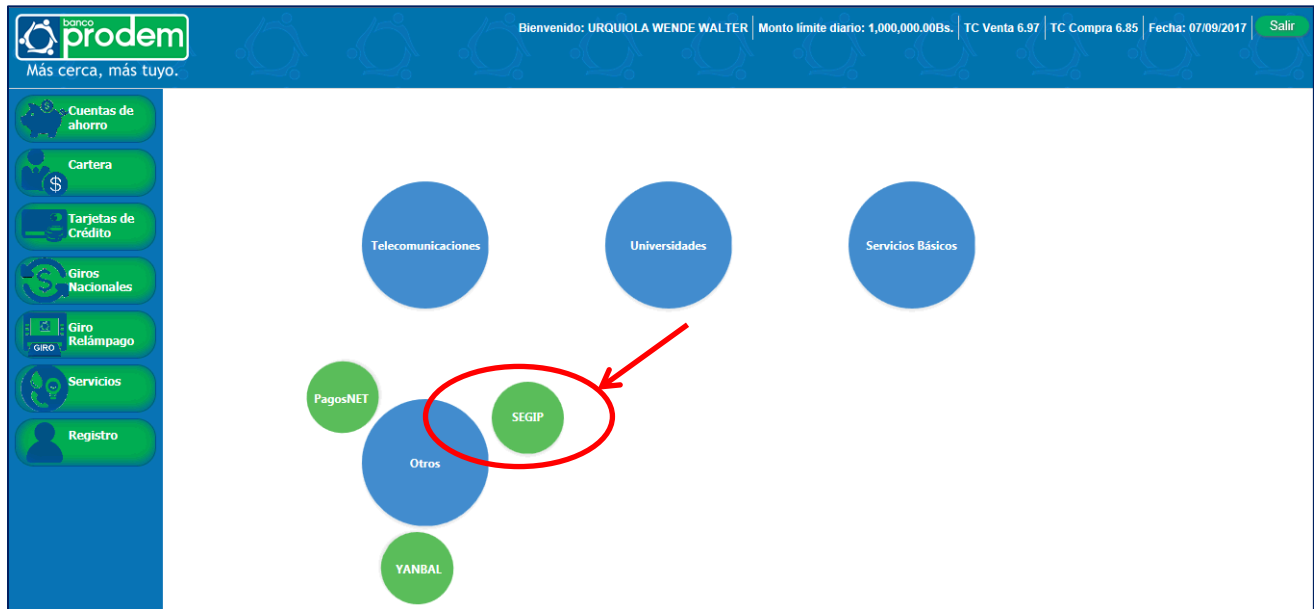 banco
prodem
Más cerca, más tuyo.
Bienvenido: URQUIOLA WENDE WALTER Monto límite diario: 1,000,000.00Bs. TC Venta 6.97 TC Compra 6.85 Fecha: 07/09/2017 Salir
Cuentas de
ahorro
Cartera
Tarjetas de
Crédito
Giros
Nacionales
GIRO
Giro
Relámpago
Servicios
Registro
Telecomunicaciones
Universidades
Servicios Básicos
PagosNET
SEGIP
Otros
YANBAL